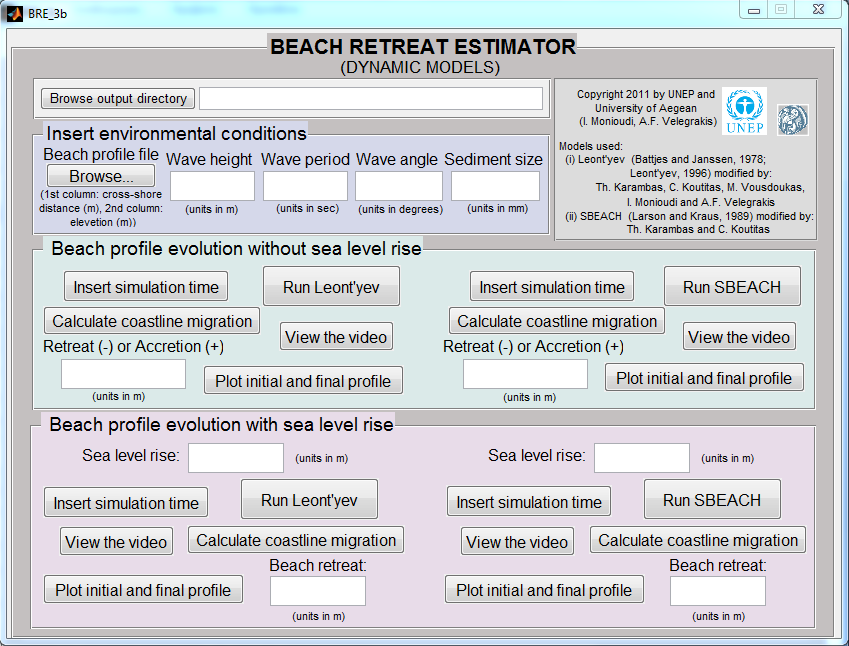 BRE_3b
BEACH RETREAT ESTIMATOR
(DYNAMIC MODELS)
Browse output directory
Copyright 2011 by UNEP and
University of Aegean
(I. Monioudi, A.F. Velegrakis)
UNEP
Models used:
(i) Leont'yev (Battjes and Janssen, 1978;
Leont'yev, 1996) modified by:
Th. Karambas, C. Koutitas, M. Vousdoukas,
I. Monioudi and A.F. Velegrakis
(ii) SBEACH (Larson and Kraus, 1989) modified by:
Th. Karambas and C. Koutitas
Insert environmental conditions
Beach profile file
Browse...
(1st column: cross-shore
distance (m), 2nd column:
elevetion (m))
Wave height
(units in m)
Wave period
(units in sec)
Wave angle
(units in degrees)
Sediment size
(units in mm)
Beach profile evolution without sea level rise
Insert simulation time
Run Leont'yev
Calculate coastline migration
View the video
Retreat (-) or Accretion (+)
Plot initial and final profile
(units in m)
Insert simulation time
Run SBEACH
Calculate coastline migration
View the video
Retreat (-) or Accretion (+)
Plot initial and final profile
(units in m)
Beach profile evolution with sea level rise
Sea level rise:
(units in m)
Insert simulation time
Run Leont'yev
View the video
Calculate coastline migration
Beach retreat:
Plot initial and final profile
(units in m)
Sea level rise:
(units in m)
Insert simulation time
Run SBEACH
View the video
Calculate coastline migration
Beach retreat:
Plot initial and final profile
(units in m)